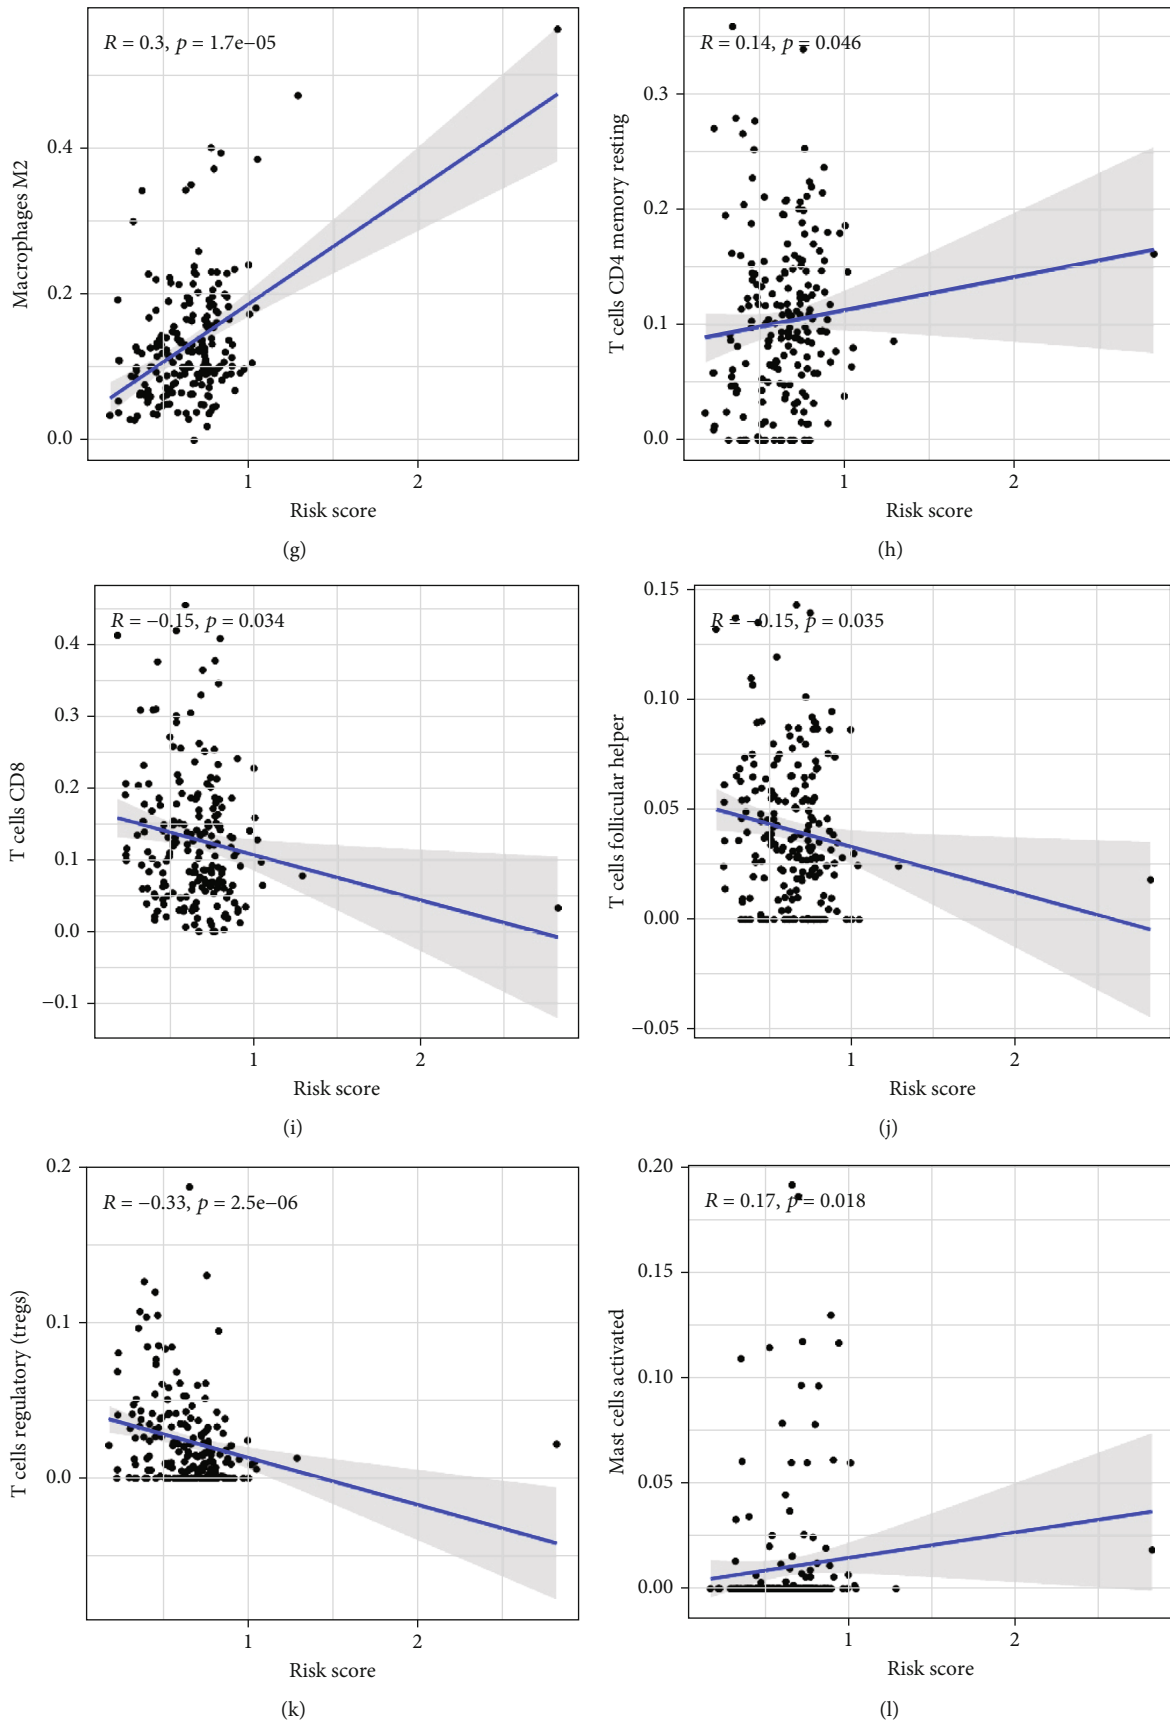 R = 0.3, p = 1.7e−05
Macrophages M2
0.4
0.2
0.0
1
2
Risk score
(g)
R = 0.14, p = 0.046
T cells CD4 memory resting
0.3
0.2
0.1
0.0
1
2
Risk score
(h)
R = −0.15, p = 0.034
T cells CD8
0.4
0.3
0.2
0.1
0.0
−0.1
1
2
Risk score
(i)
R = −0.15, p = 0.035
T cells follicular helper
0.15
0.10
0.05
0.00
−0.05
1
2
Risk score
(j)
R = −0.33, p = 2.5e−06
T cells regulatory (tregs)
0.2
0.1
0.0
1
2
Risk score
(k)
R = 0.17, p = 0.018
Mast cells activated
0.20
0.15
0.10
0.05
0.00
1
2
Risk score
(l)